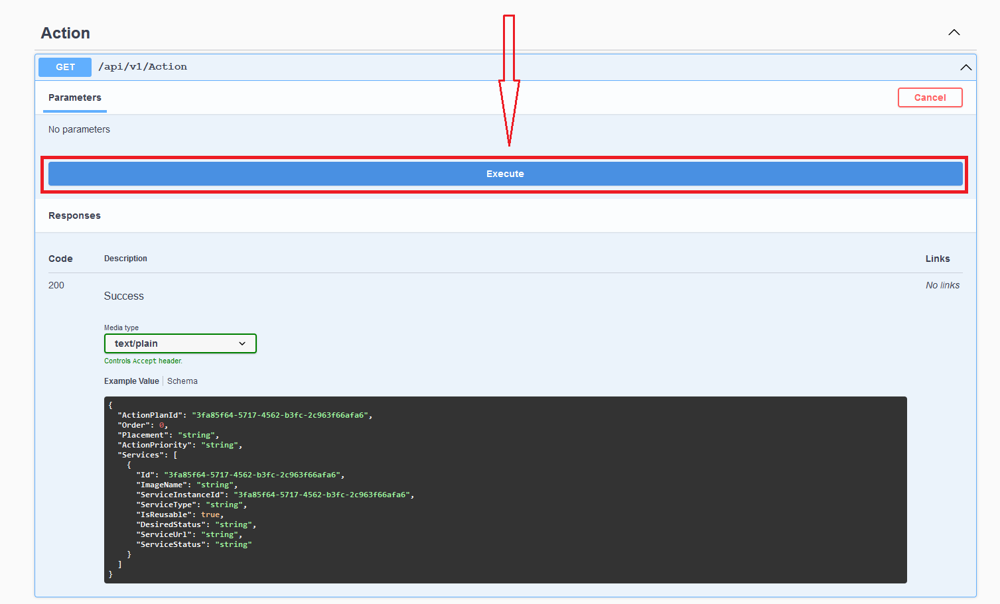 Action
GET /api/v1/Action
Parameters Cancel
No parameters
Execute
Responses
Code Description Links
200 Success No links
Media type
text/plain
Controls Accept header.
Example Value Schema
{
  "ActionPlanId": "3fa85f64-5717-4562-b3fc-2c963f66afa6",
  "Order": 0,
  "Placement": "string",
  "ActionPriority": "string",
  "Services": [
    {
      "Id": "3fa85f64-5717-4562-b3fc-2c963f66afa6",
      "ImageName": "string",
      "ServiceInstanceId": "3fa85f64-5717-4562-b3fc-2c963f66afa6",
      "ServiceType": "string",
      "IsReusable": true,
      "DesiredStatus": "string",
      "ServiceUrl": "string",
      "ServiceStatus": "string"
    }
  ]
}